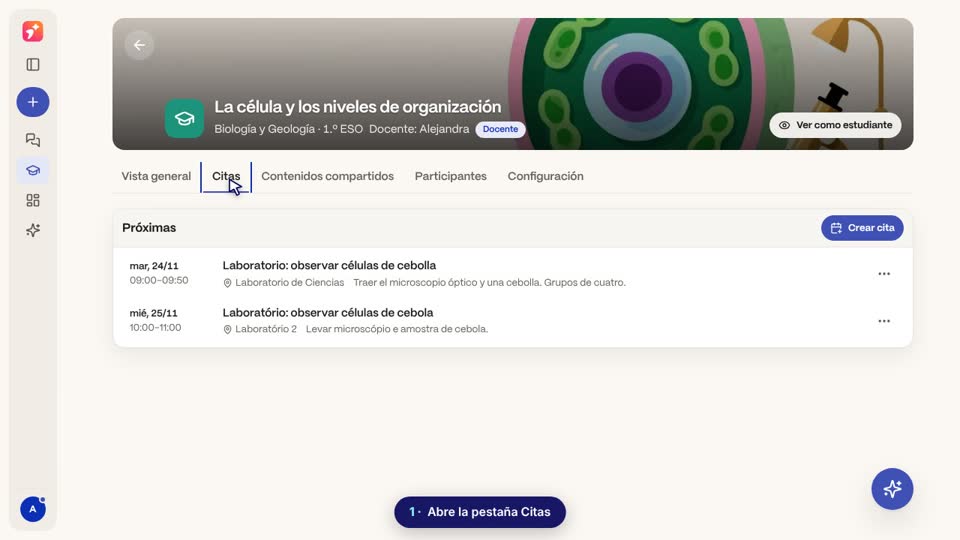 La célula y los niveles de organización
Biología y Geología · 1.º ESO Docente: Alejandra Docente
Ver como estudiante
Vista general Citas Contenidos compartidos Participantes Configuración
Próximas
Crear cita
mar, 24/11
09:00–09:50
Laboratorio: observar células de cebolla
Laboratorio de Ciencias Traer el microscopio óptico y una cebolla. Grupos de cuatro.
mié, 25/11
10:00–11:00
Laboratório: observar células de cebola
Laboratório 2 Levar microscópio e amostra de cebola.
A
1 · Abre la pestaña Citas